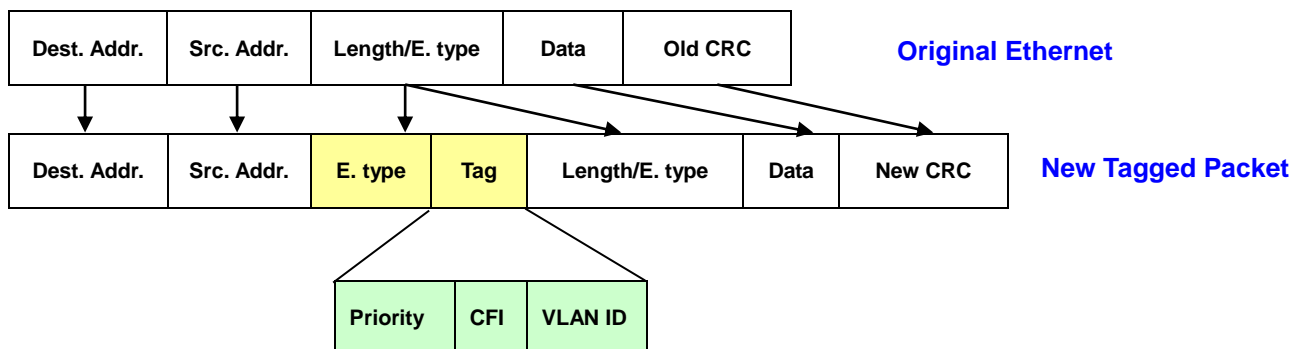 Dest. Addr. Src. Addr. Length/E. type Data Old CRC Original Ethernet
Dest. Addr. Src. Addr. E. type Tag Length/E. type Data New CRC New Tagged Packet
Priority CFI VLAN ID